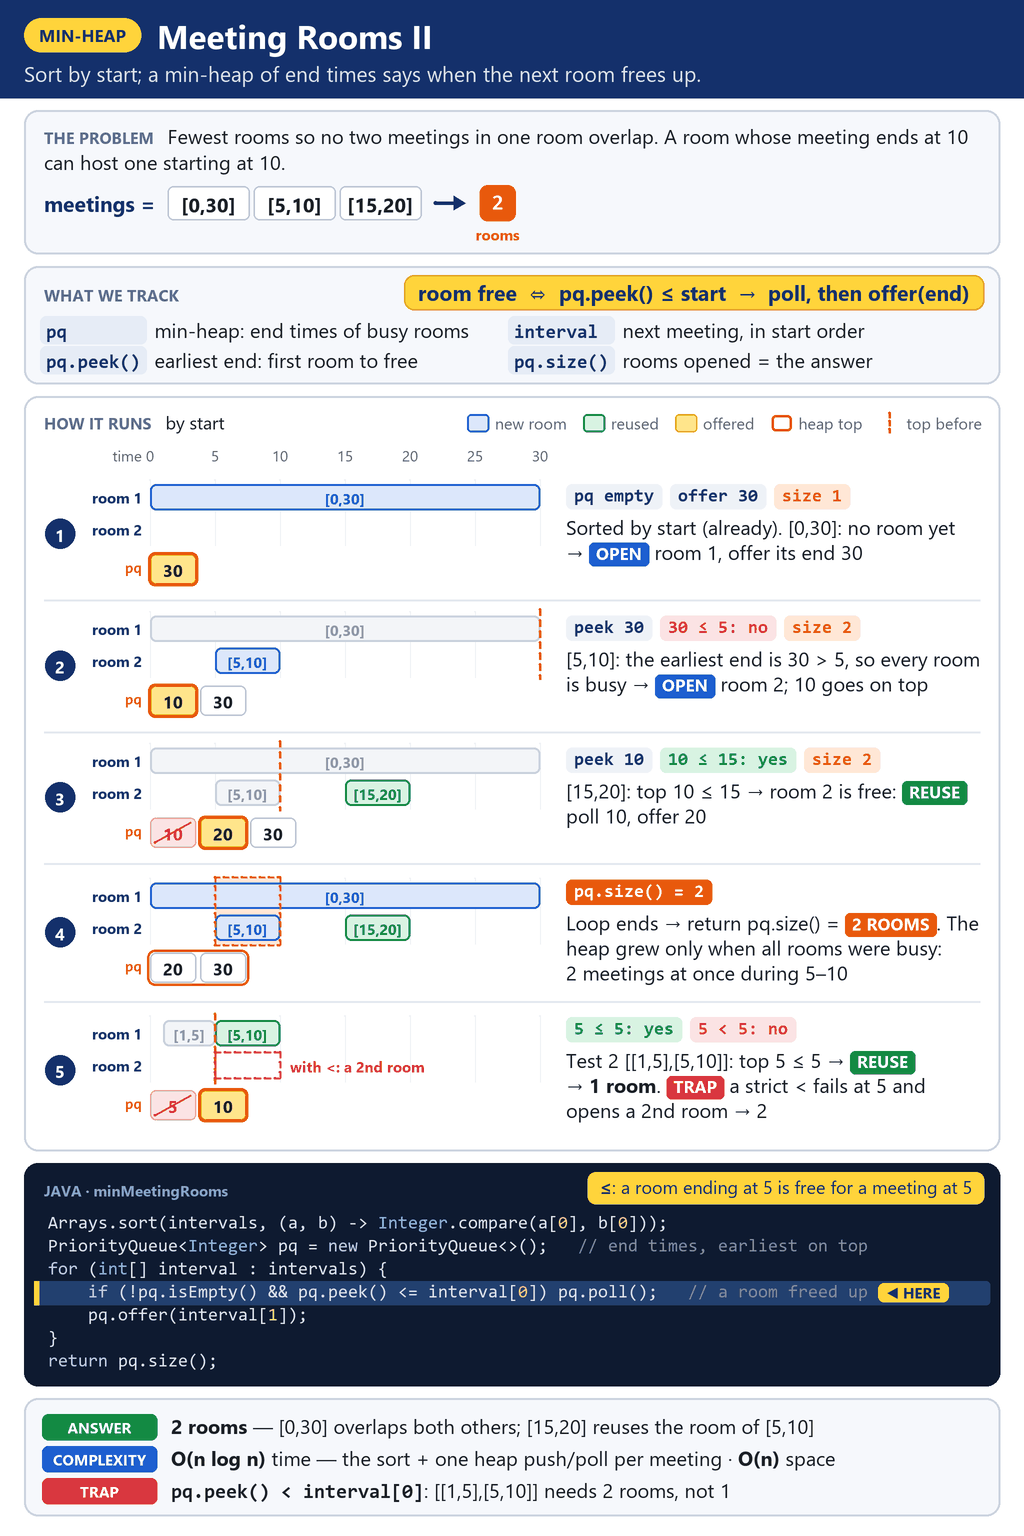 MIN-HEAP Meeting Rooms II
Sort by start; a min-heap of end times says when the next room frees up.
THE PROBLEM Fewest rooms so no two meetings in one room overlap. A room whose meeting ends at 10
can host one starting at 10.
meetings = [0,30] [5,10] [15,20] → 2
rooms
WHAT WE TRACK room free ⇔ pq.peek() ≤ start → poll, then offer(end)
pq min-heap: end times of busy rooms interval next meeting, in start order
pq.peek() earliest end: first room to free pq.size() rooms opened = the answer
HOW IT RUNS by start new room reused offered heap top top before
time 0 5 10 15 20 25 30
1
room 1 [0,30]
room 2
pq 30
pq empty offer 30 size 1
Sorted by start (already). [0,30]: no room yet
→ OPEN room 1, offer its end 30
2
room 1 [0,30]
room 2 [5,10]
pq 10 30
peek 30 30 ≤ 5: no size 2
[5,10]: the earliest end is 30 > 5, so every room
is busy → OPEN room 2; 10 goes on top
3
room 1 [0,30]
room 2 [5,10] [15,20]
pq 10 20 30
peek 10 10 ≤ 15: yes size 2
[15,20]: top 10 ≤ 15 → room 2 is free: REUSE
poll 10, offer 20
4
room 1 [0,30]
room 2 [5,10] [15,20]
pq 20 30
pq.size() = 2
Loop ends → return pq.size() = 2 ROOMS. The
heap grew only when all rooms were busy:
2 meetings at once during 5–10
5
room 1 [1,5] [5,10]
room 2 with <: a 2nd room
pq 5 10
5 ≤ 5: yes 5 < 5: no
Test 2 [[1,5],[5,10]]: top 5 ≤ 5 → REUSE
→ 1 room. TRAP a strict < fails at 5 and
opens a 2nd room → 2
JAVA · minMeetingRooms ≤: a room ending at 5 is free for a meeting at 5
Arrays.sort(intervals, (a, b) -> Integer.compare(a[0], b[0]));
PriorityQueue<Integer> pq = new PriorityQueue<>(); // end times, earliest on top
for (int[] interval : intervals) {
if (!pq.isEmpty() && pq.peek() <= interval[0]) pq.poll(); // a room freed up ◀ HERE
pq.offer(interval[1]);
}
return pq.size();
ANSWER 2 rooms — [0,30] overlaps both others; [15,20] reuses the room of [5,10]
COMPLEXITY O(n log n) time — the sort + one heap push/poll per meeting · O(n) space
TRAP pq.peek() < interval[0]: [[1,5],[5,10]] needs 2 rooms, not 1